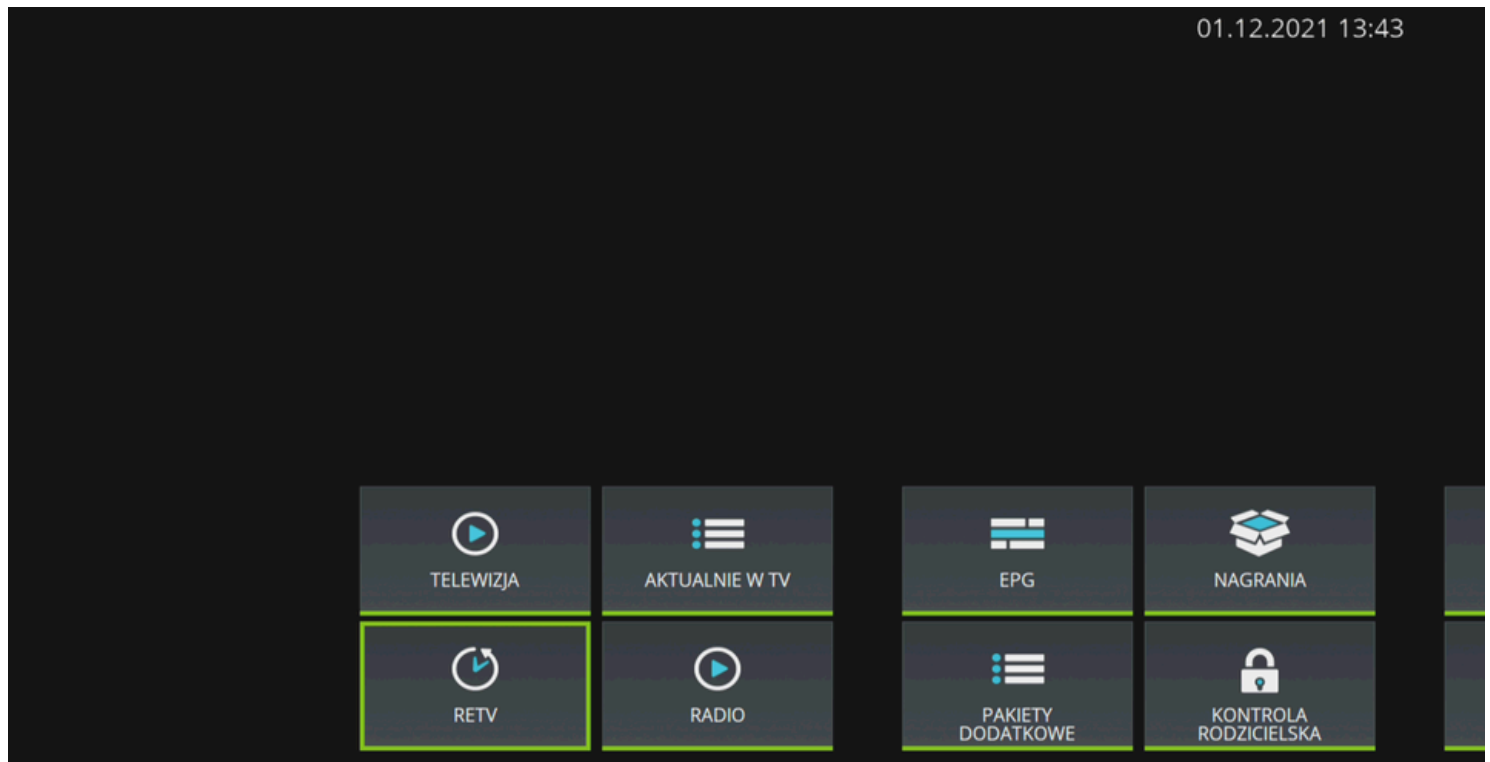 01.12.2021 13:43
TELEWIZJA
AKTUALNIE W TV
EPG
NAGRANIA
RETV
RADIO
PAKIETY
DODATKOWE
KONTROLA
RODZICIELSKA